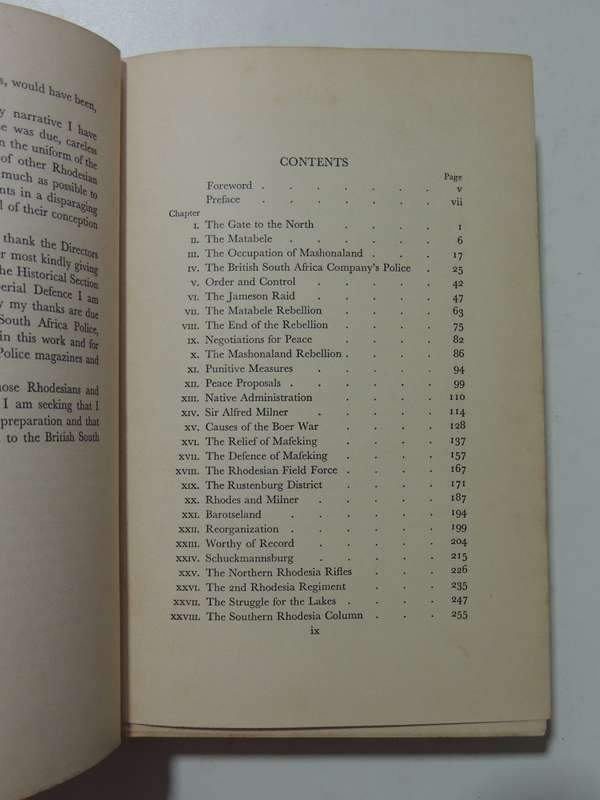 s, would have been,
y narrative I have
e was due, careless
n the uniform of the
of other Rhodesian
much as possible to
nts in a disparaging
l of their conception
thank the Directors
r most kindly giving
he Historical Section
erial Defence I am
y my thanks are due
South Africa Police,
in this work and for
Police magazines and
ose Rhodesians and
I am seeking that I
preparation and that
to the British South
CONTENTS
Page
Foreword . . . . . . . v
Preface . . . . . . . vii
Chapter
I. The Gate to the North . . . . 1
II. The Matabele . . . . . . 6
III. The Occupation of Mashonaland . . . 17
IV. The British South Africa Company's Police . 25
V. Order and Control . . . . . 42
VI. The Jameson Raid . . . . . 47
VII. The Matabele Rebellion . . . . 63
VIII. The End of the Rebellion . . . . 75
IX. Negotiations for Peace . . . . 82
X. The Mashonaland Rebellion . . . . 86
XI. Punitive Measures . . . . . 94
XII. Peace Proposals . . . . . . 99
XIII. Native Administration . . . . 110
XIV. Sir Alfred Milner . . . . . 114
XV. Causes of the Boer War . . . . 128
XVI. The Relief of Mafeking . . . . 137
XVII. The Defence of Mafeking . . . . 157
XVIII. The Rhodesian Field Force . . . . 167
XIX. The Rustenburg District . . . . 171
XX. Rhodes and Milner . . . . . 187
XXI. Barotseland . . . . . . 194
XXII. Reorganization . . . . . . 199
XXIII. Worthy of Record . . . . . 204
XXIV. Schuckmannsburg . . . . . 215
XXV. The Northern Rhodesia Rifles . . . 226
XXVI. The 2nd Rhodesia Regiment . . . 235
XXVII. The Struggle for the Lakes . . . . 247
XXVIII. The Southern Rhodesia Column . . . 255
ix